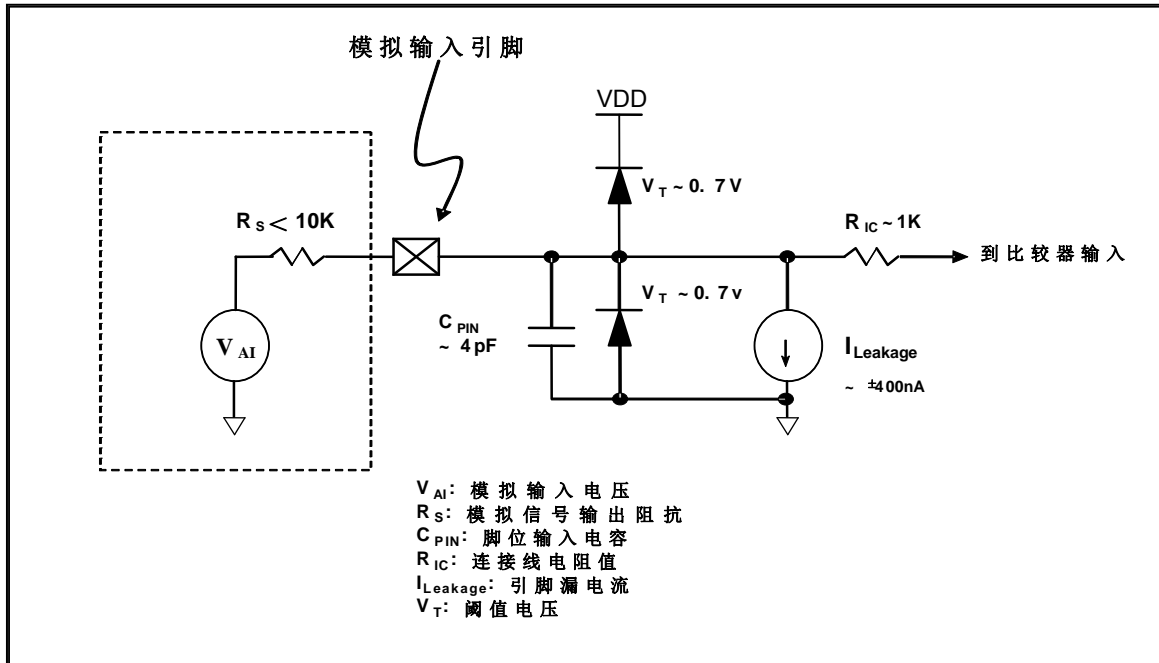 模拟输入引脚
VDD
V_T ~ 0. 7V
R_S < 10K
R_IC ~ 1K
到比较器输入
V_T ~ 0. 7v
C_PIN
~ 4pF
V_AI
I_Leakage
~ ±400nA
V_AI: 模拟输入电压
R_S: 模拟信号输出阻抗
C_PIN: 脚位输入电容
R_IC: 连接线电阻值
I_Leakage: 引脚漏电流
V_T: 阈值电压